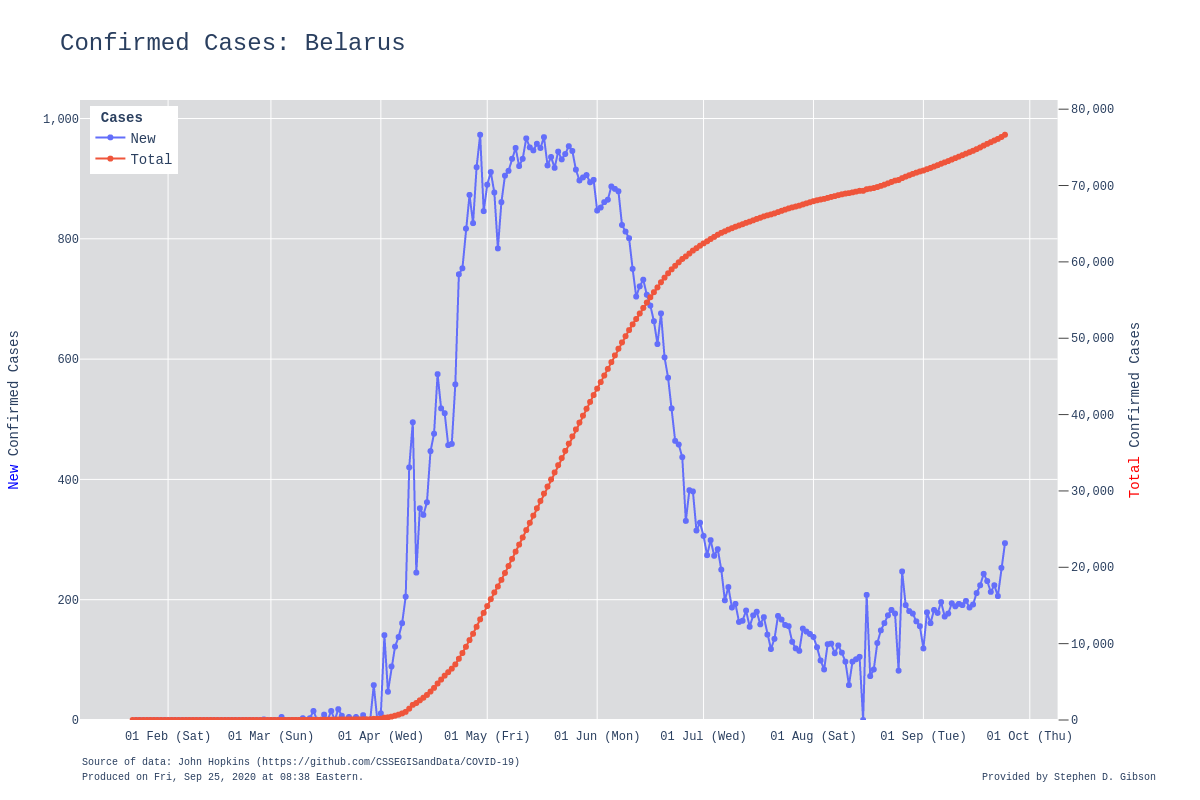 Confirmed Cases: Belarus
Cases
New
Total
1,000
800
600
400
200
0
New Confirmed Cases
80,000
70,000
60,000
50,000
40,000
30,000
20,000
10,000
0
Total Confirmed Cases
01 Feb (Sat) 01 Mar (Sun) 01 Apr (Wed) 01 May (Fri) 01 Jun (Mon) 01 Jul (Wed) 01 Aug (Sat) 01 Sep (Tue) 01 Oct (Thu)
Source of data: John Hopkins (https://github.com/CSSEGISandData/COVID-19)
Produced on Fri, Sep 25, 2020 at 08:38 Eastern.
Provided by Stephen D. Gibson